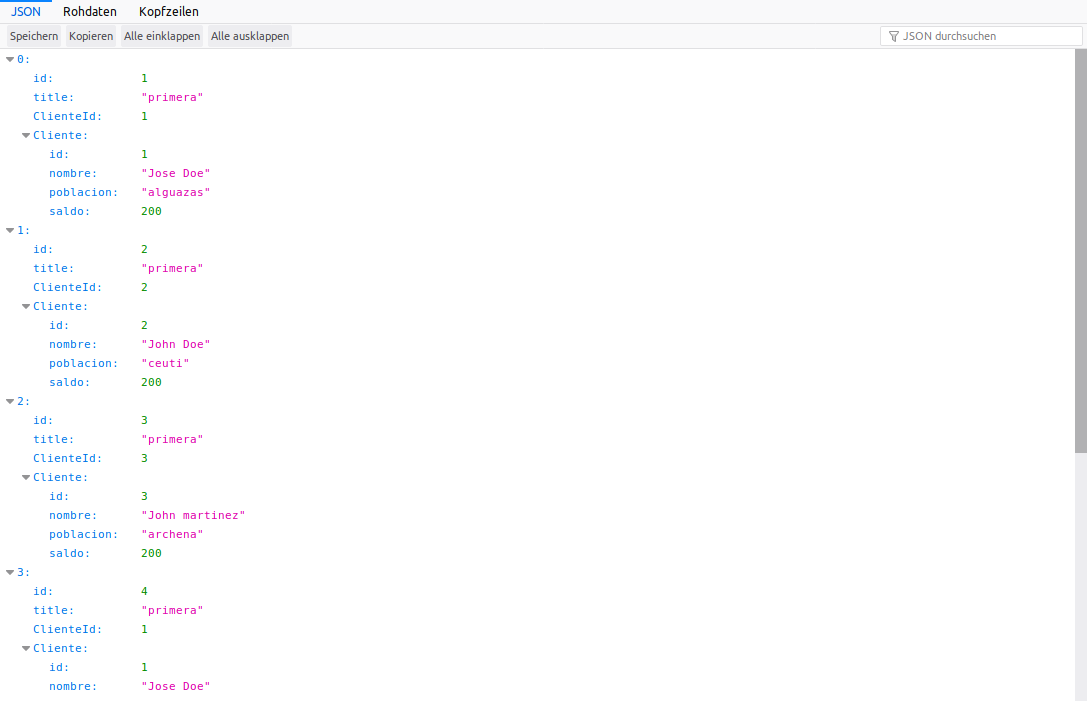 JSON Rohdaten Kopfzeilen
Speichern Kopieren Alle einklappen Alle ausklappen JSON durchsuchen
0:
id: 1
title: "primera"
ClienteId: 1
Cliente:
id: 1
nombre: "Jose Doe"
poblacion: "alguazas"
saldo: 200
1:
id: 2
title: "primera"
ClienteId: 2
Cliente:
id: 2
nombre: "John Doe"
poblacion: "ceuti"
saldo: 200
2:
id: 3
title: "primera"
ClienteId: 3
Cliente:
id: 3
nombre: "John martinez"
poblacion: "archena"
saldo: 200
3:
id: 4
title: "primera"
ClienteId: 1
Cliente:
id: 1
nombre: "Jose Doe"